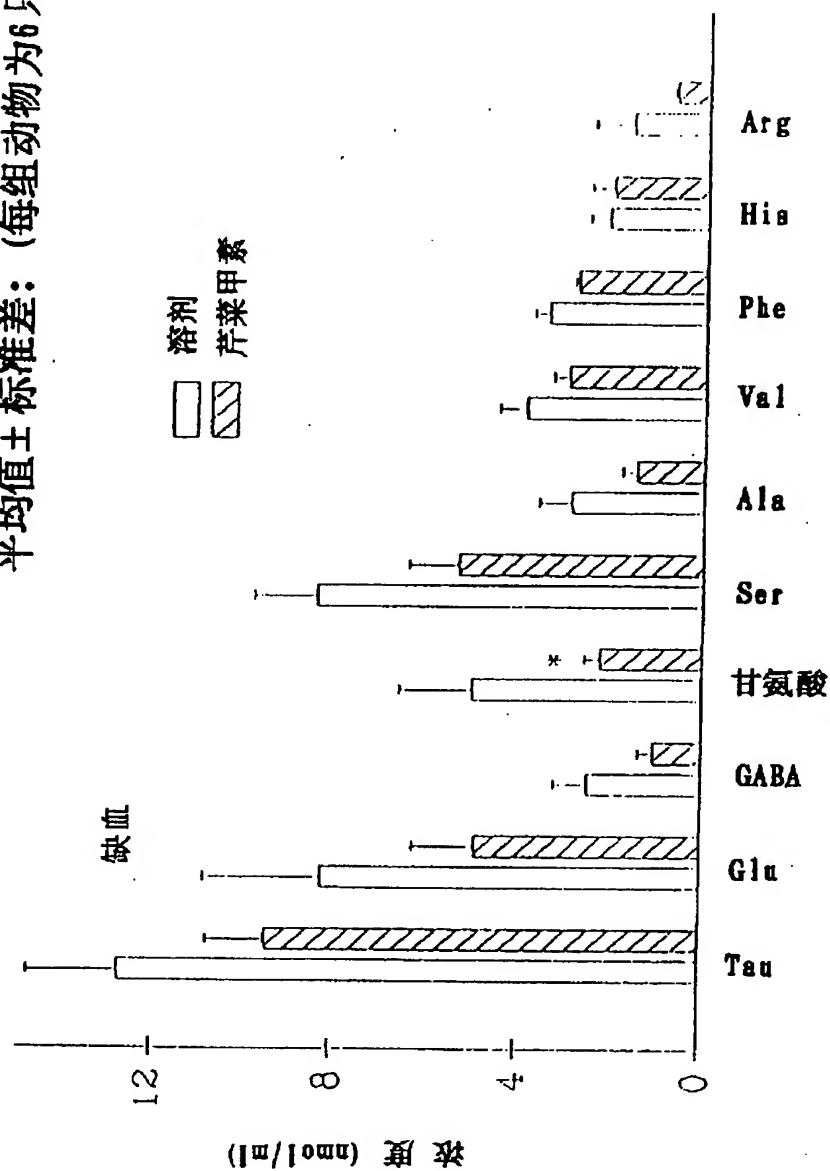 平均值±标准差: (每组动物为6只
缺血
溶剂
芹菜甲素
浓度 (nmol/ml)
12
8
4
0
Tau
Glu
GABA
甘氨酸
*
Ser
Ala
Val
Phe
His
Arg